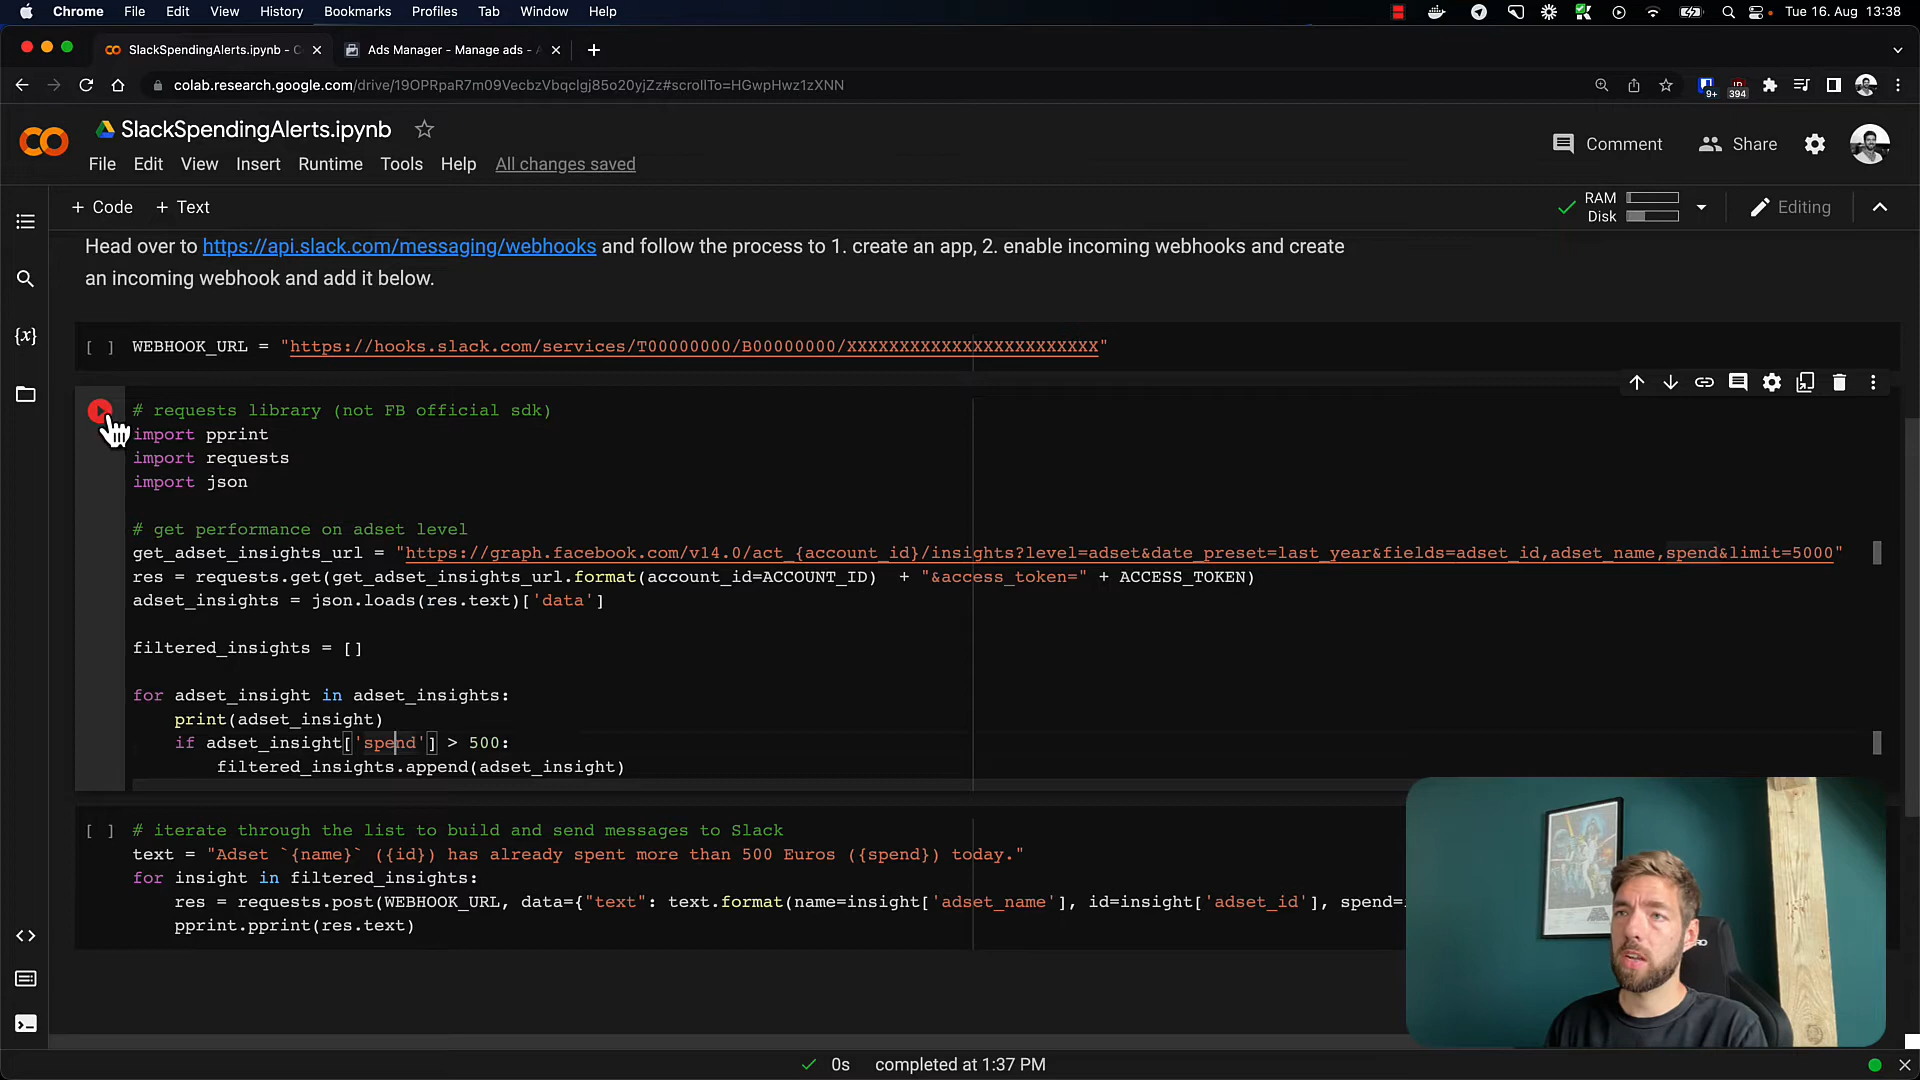 Chrome File Edit View History Bookmarks Profiles Tab Window Help Tue 16. Aug 13:38
SlackSpendingAlerts.ipynb - C Ads Manager - Manage ads - A
colab.research.google.com/drive/19OPRpaR7m09VecbzVbqclgj85o20yjZz#scrollTo=HGwpHwz1zXNN 9+ 394
SlackSpendingAlerts.ipynb
Comment Share
File Edit View Insert Runtime Tools Help All changes saved
+ Code + Text RAM Disk Editing
Head over to https://api.slack.com/messaging/webhooks and follow the process to 1. create an app, 2. enable incoming webhooks and create
an incoming webhook and add it below.
[ ] WEBHOOK_URL = "https://hooks.slack.com/services/T00000000/B00000000/XXXXXXXXXXXXXXXXXXXXXXXX"
# requests library (not FB official sdk)
import pprint
import requests
import json
# get performance on adset level
get_adset_insights_url = "https://graph.facebook.com/v14.0/act_{account_id}/insights?level=adset&date_preset=last_year&fields=adset_id,adset_name,spend&limit=5000"
res = requests.get(get_adset_insights_url.format(account_id=ACCOUNT_ID) + "&access_token=" + ACCESS_TOKEN)
adset_insights = json.loads(res.text)['data']
filtered_insights = []
for adset_insight in adset_insights:
print(adset_insight)
if adset_insight['spend'] > 500:
filtered_insights.append(adset_insight)
[ ] # iterate through the list to build and send messages to Slack
text = "Adset `{name}` ({id}) has already spent more than 500 Euros ({spend}) today."
for insight in filtered_insights:
res = requests.post(WEBHOOK_URL, data={"text": text.format(name=insight['adset_name'], id=insight['adset_id'], spend=i
pprint.pprint(res.text)
0s completed at 1:37 PM